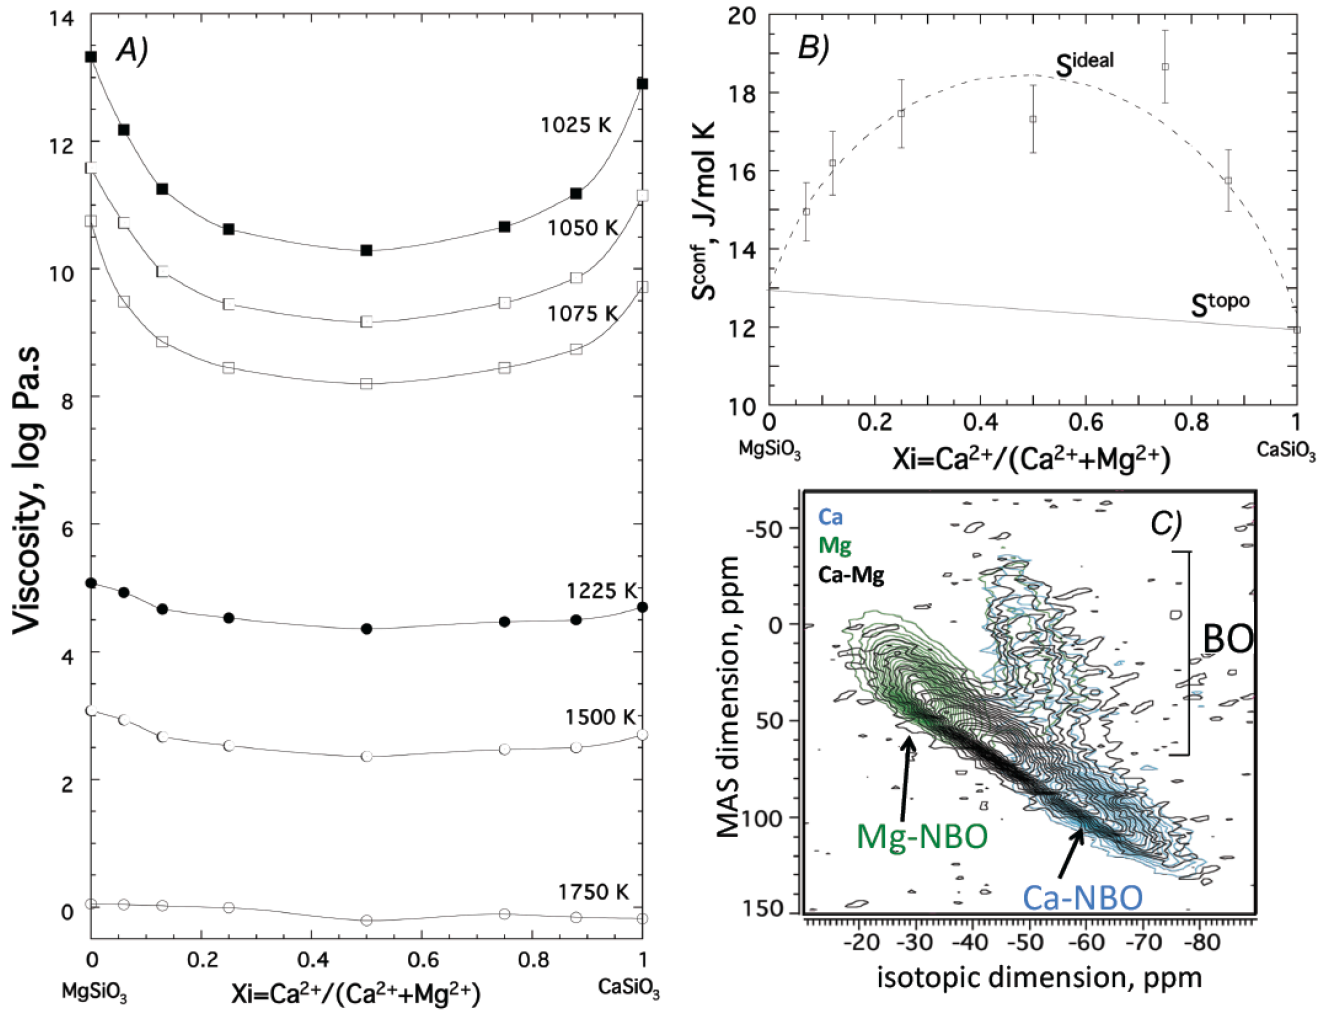 A)
14
12
10
8
6
4
2
0
Viscosity, log Pa.s
1025 K
1050 K
1075 K
1225 K
1500 K
1750 K
0 0.2 0.4 0.6 0.8 1
MgSiO₃ Xi=Ca²⁺/(Ca²⁺+Mg²⁺) CaSiO₃
B)
20
18
16
14
12
10
Sᶜᵒⁿᶠ, J/mol K
Sⁱᵈᵉᵃˡ
Sᵗᵒᵖᵒ
0 0.2 0.4 0.6 0.8 1
MgSiO₃ Xi=Ca²⁺/(Ca²⁺+Mg²⁺) CaSiO₃
C)
Ca
Mg
Ca-Mg
BO
Mg-NBO
Ca-NBO
-50
0
50
100
150
MAS dimension, ppm
-20 -30 -40 -50 -60 -70 -80
isotopic dimension, ppm